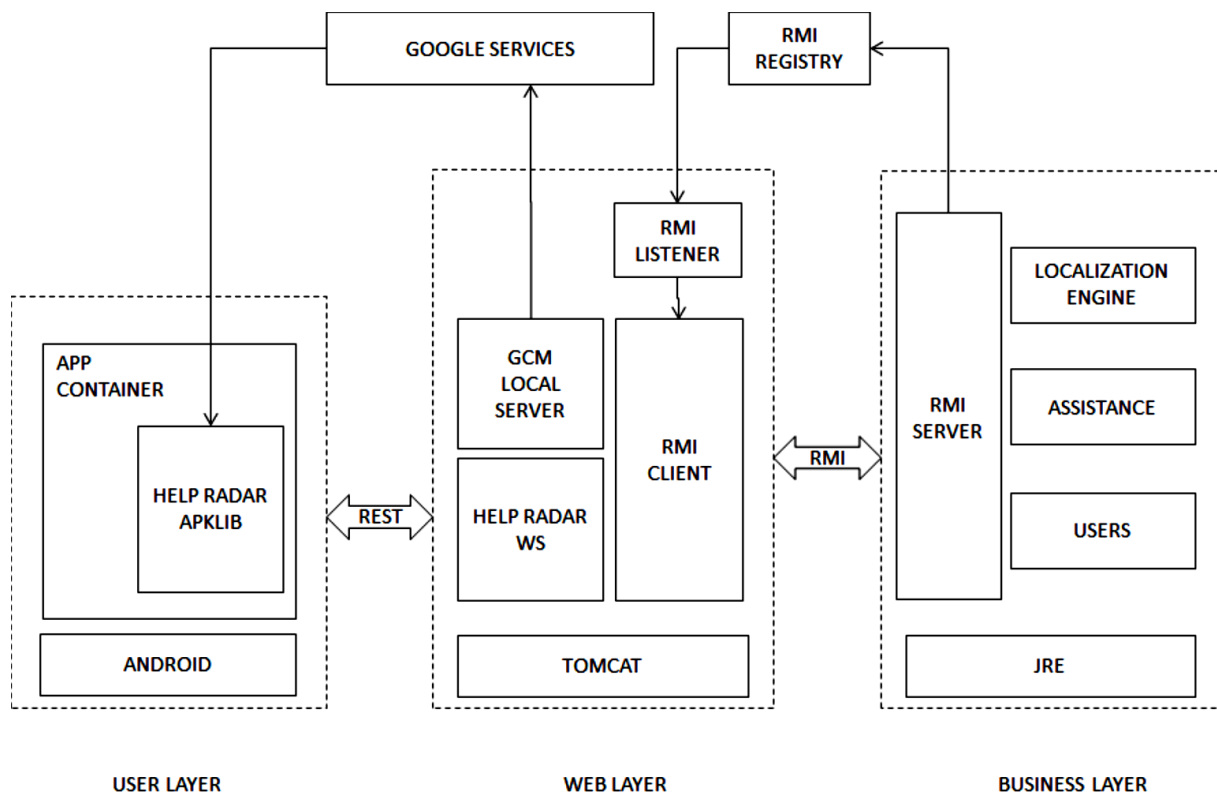 GOOGLE SERVICES
RMI
REGISTRY
RMI
LISTENER
LOCALIZATION
ENGINE
APP
CONTAINER
GCM
LOCAL
SERVER
ASSISTANCE
RMI
SERVER
RMI
CLIENT
RMI
HELP RADAR
APKLIB
REST
HELP RADAR
WS
USERS
ANDROID
TOMCAT
JRE
USER LAYER
WEB LAYER
BUSINESS LAYER